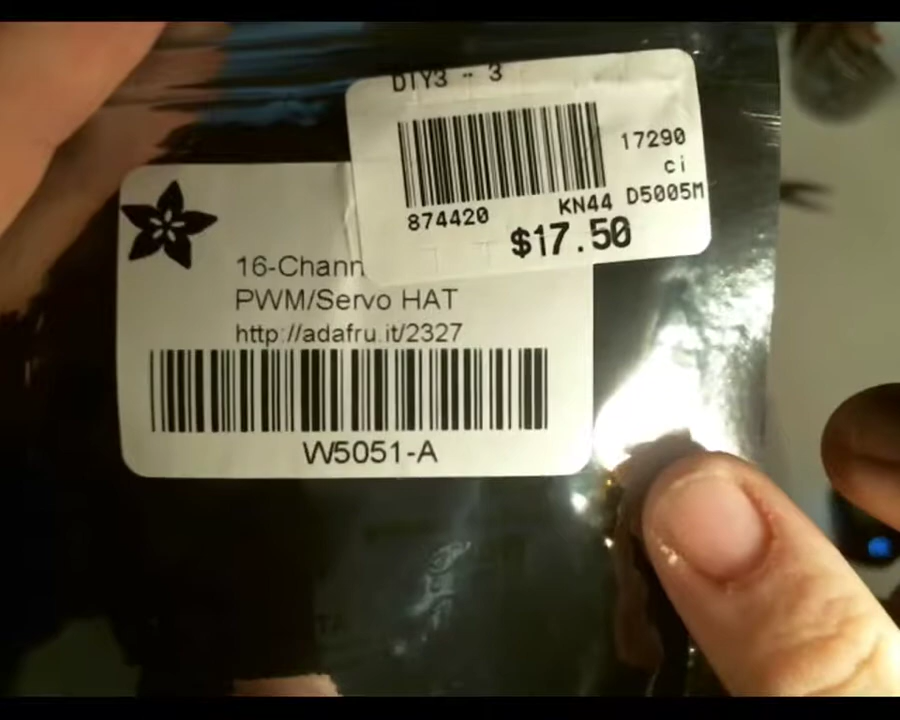 DIY3 - 3
17290
ci
874420
KN44 D5005M
$17.50
16-Chann
PWM/Servo HAT
http://adafru.it/2327
W5051-A